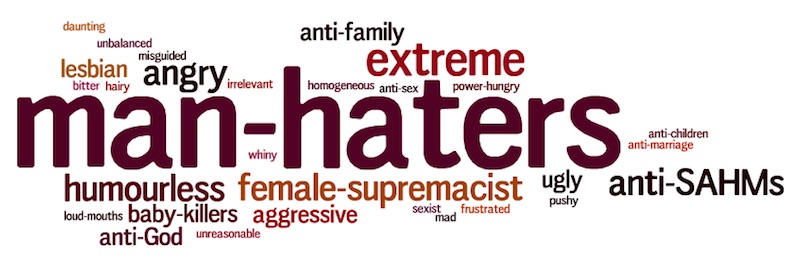 daunting
anti-family
unbalanced
misguided
extreme
lesbian
angry
bitter hairy
irrelevant
homogeneous
anti-sex
power-hungry
man-haters
anti-children
whiny
anti-marriage
humourless
female-supremacist
ugly
anti-SAHMs
pushy
loud-mouths
baby-killers
aggressive
sexist
frustrated
mad
anti-God
unreasonable